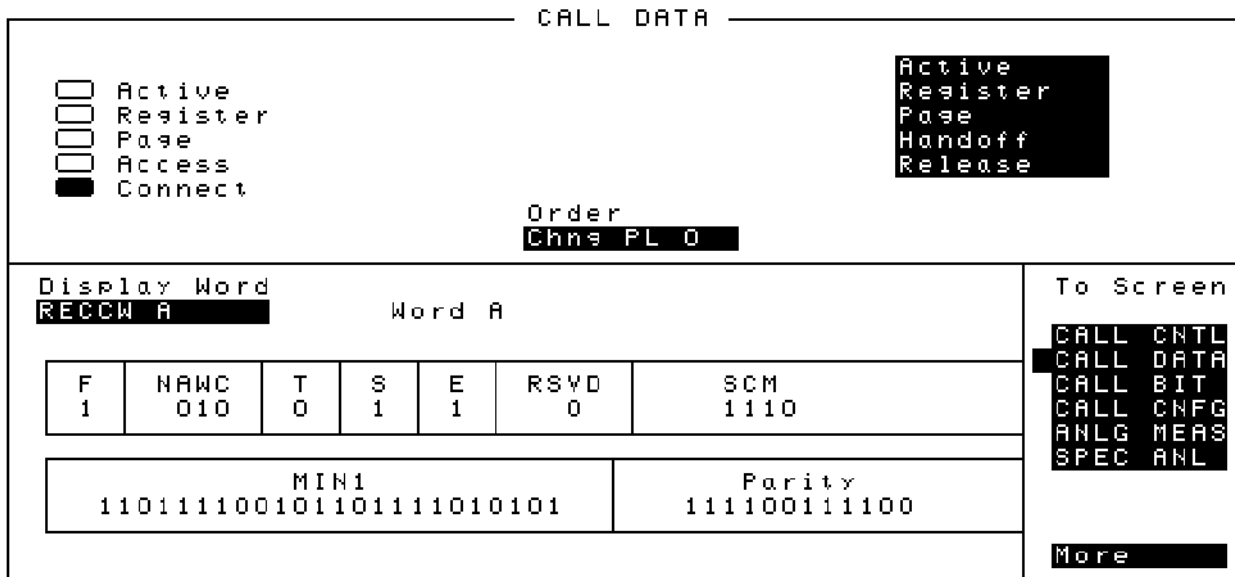 CALL DATA
Active
Register
Page
Access
Connect
Active
Register
Page
Handoff
Release
Order
Chng PL 0
Display Word
RECCW A
Word A
F NAWC T S E RSVD SCM
1 010 0 1 1 0 1110
MIN1 Parity
110111100101101111010101 111100111100
To Screen
CALL CNTL
CALL DATA
CALL BIT
CALL CNFG
ANLG MEAS
SPEC ANL
More